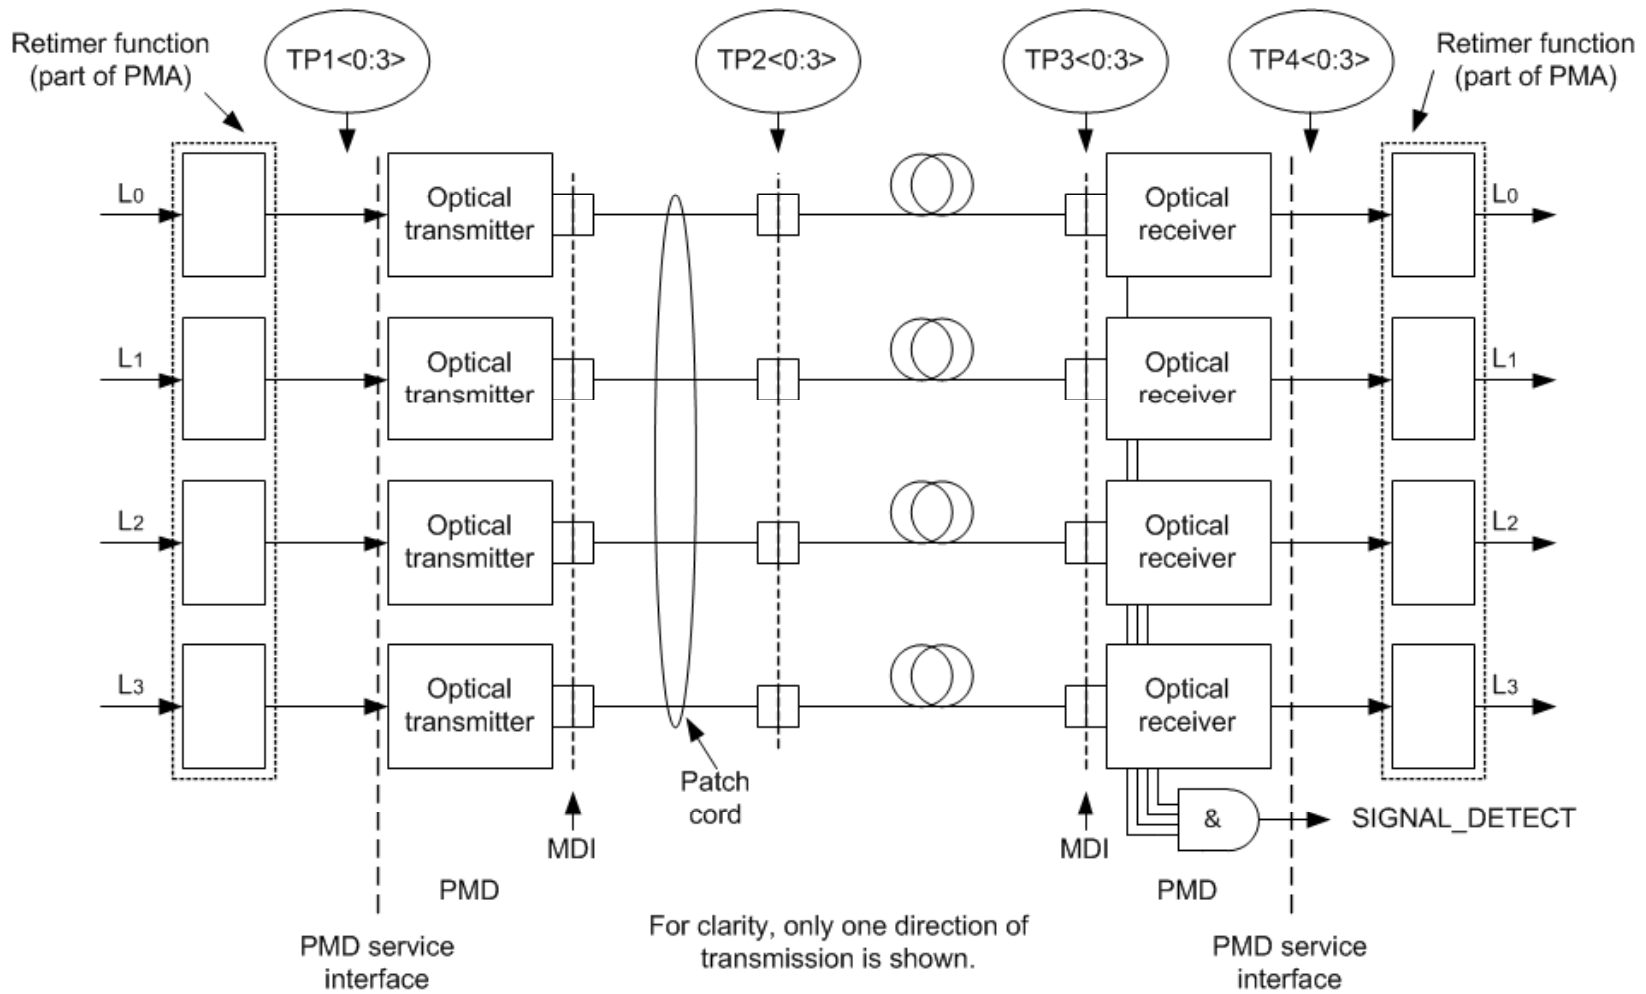 Retimer function
(part of PMA)
TP1<0:3>
TP2<0:3>
TP3<0:3>
TP4<0:3>
Retimer function
(part of PMA)
L0
Optical
transmitter
Optical
receiver
L0
L1
Optical
transmitter
Optical
receiver
L1
L2
Optical
transmitter
Optical
receiver
L2
L3
Optical
transmitter
Optical
receiver
L3
Patch
cord
&
SIGNAL_DETECT
MDI
MDI
PMD
PMD
For clarity, only one direction of
transmission is shown.
PMD service
interface
PMD service
interface